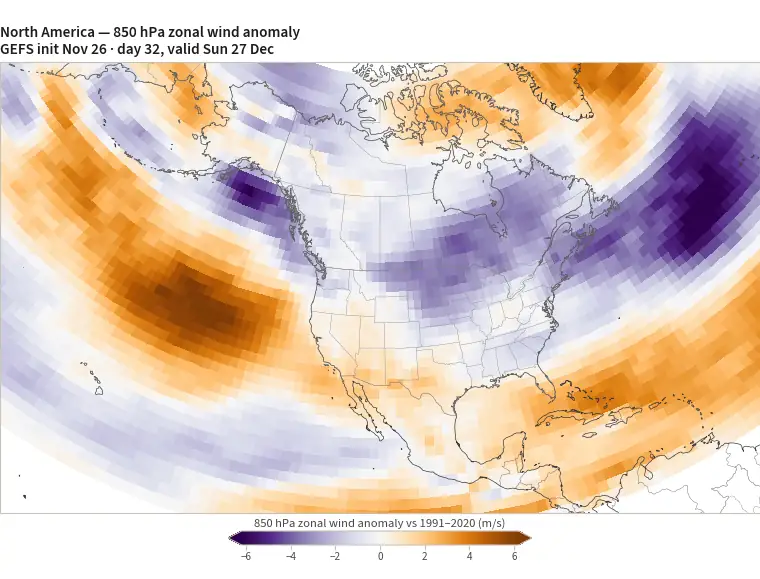 North America — 850 hPa zonal wind anomaly
GEFS init Nov 26 · day 32, valid Sun 27 Dec
850 hPa zonal wind anomaly vs 1991–2020 (m/s)
−6 −4 −2 0 2 4 6